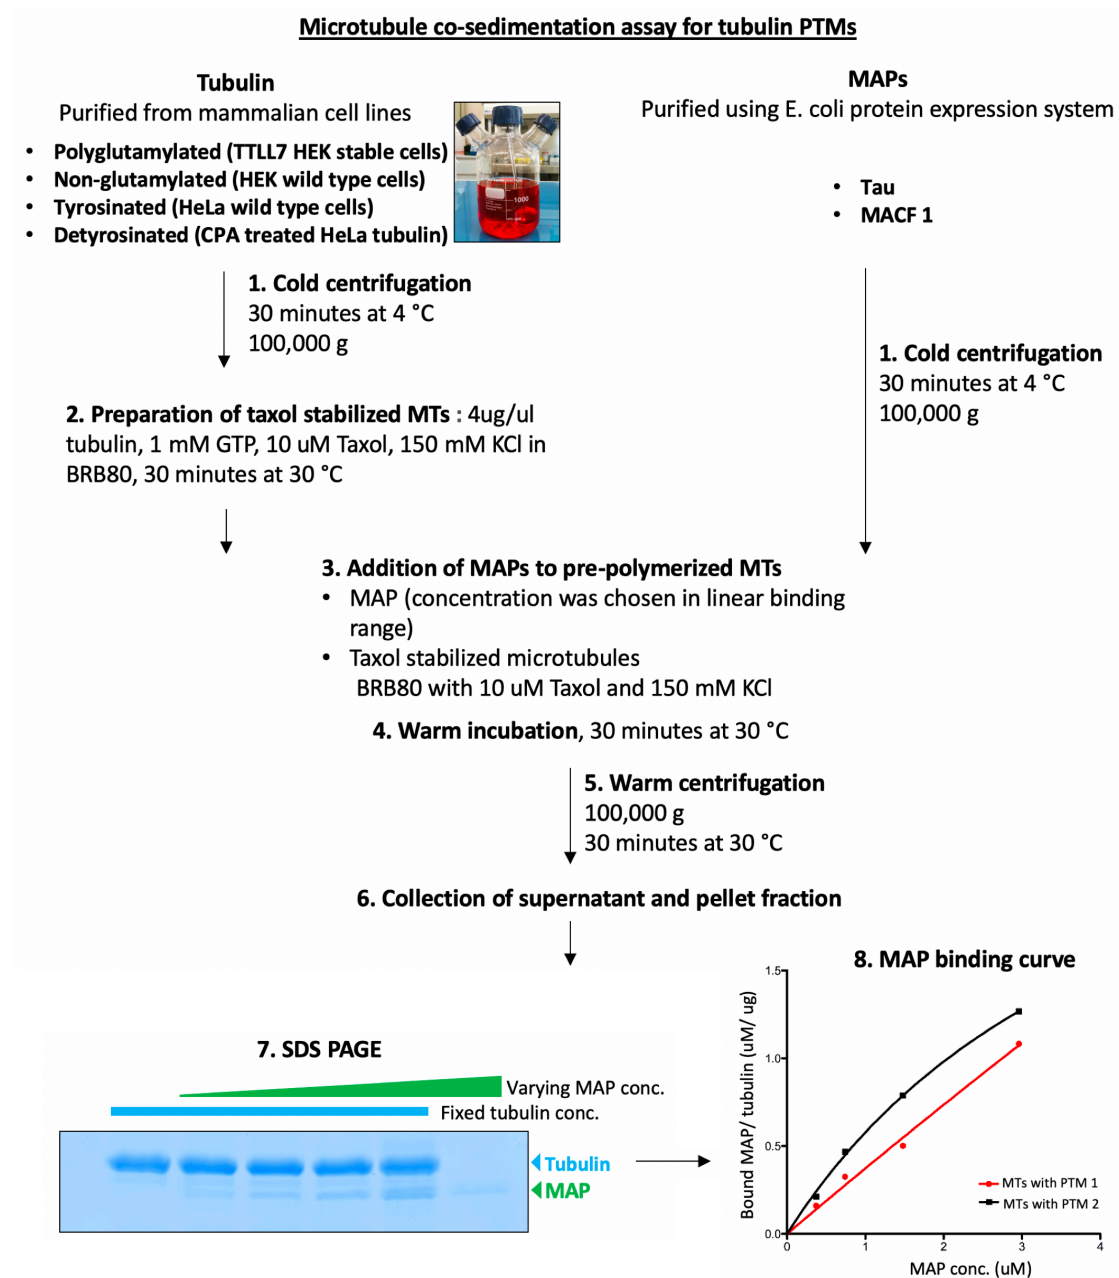 Microtubule co-sedimentation assay for tubulin PTMs
Tubulin
Purified from mammalian cell lines
• Polyglutamylated (TTLL7 HEK stable cells)
• Non-glutamylated (HEK wild type cells)
• Tyrosinated (HeLa wild type cells)
• Detyrosinated (CPA treated HeLa tubulin)
1000
MAPs
Purified using E. coli protein expression system
• Tau
• MACF 1
1. Cold centrifugation
30 minutes at 4 °C
100,000 g
1. Cold centrifugation
30 minutes at 4 °C
100,000 g
2. Preparation of taxol stabilized MTs : 4ug/ul
tubulin, 1 mM GTP, 10 uM Taxol, 150 mM KCl in
BRB80, 30 minutes at 30 °C
3. Addition of MAPs to pre-polymerized MTs
• MAP (concentration was chosen in linear binding
range)
• Taxol stabilized microtubules
BRB80 with 10 uM Taxol and 150 mM KCl
4. Warm incubation, 30 minutes at 30 °C
5. Warm centrifugation
100,000 g
30 minutes at 30 °C
6. Collection of supernatant and pellet fraction
7. SDS PAGE
Varying MAP conc.
Fixed tubulin conc.
Tubulin
MAP
8. MAP binding curve
Bound MAP/ tubulin (uM/ ug)
1.5
1.0
0.5
0.0
0 1 2 3 4
MAP conc. (uM)
MTs with PTM 1
MTs with PTM 2